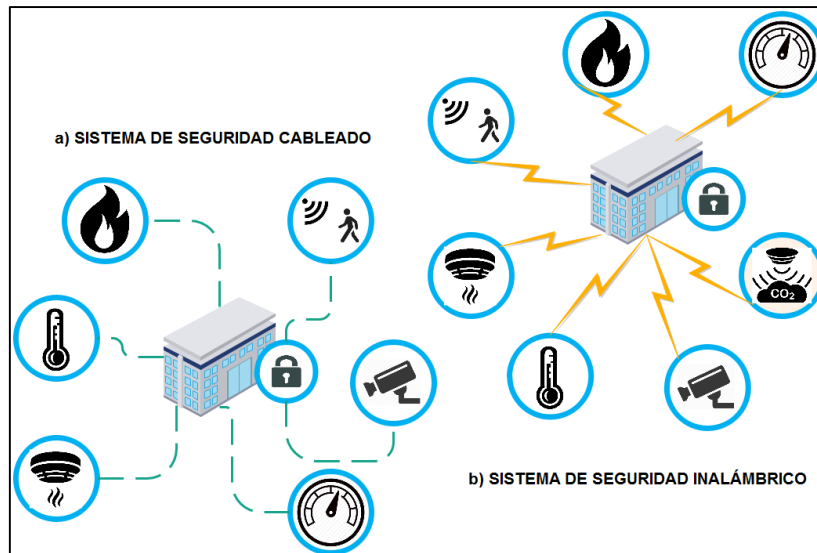 a) SISTEMA DE SEGURIDAD CABLEADO
CO₂
b) SISTEMA DE SEGURIDAD INALÁMBRICO